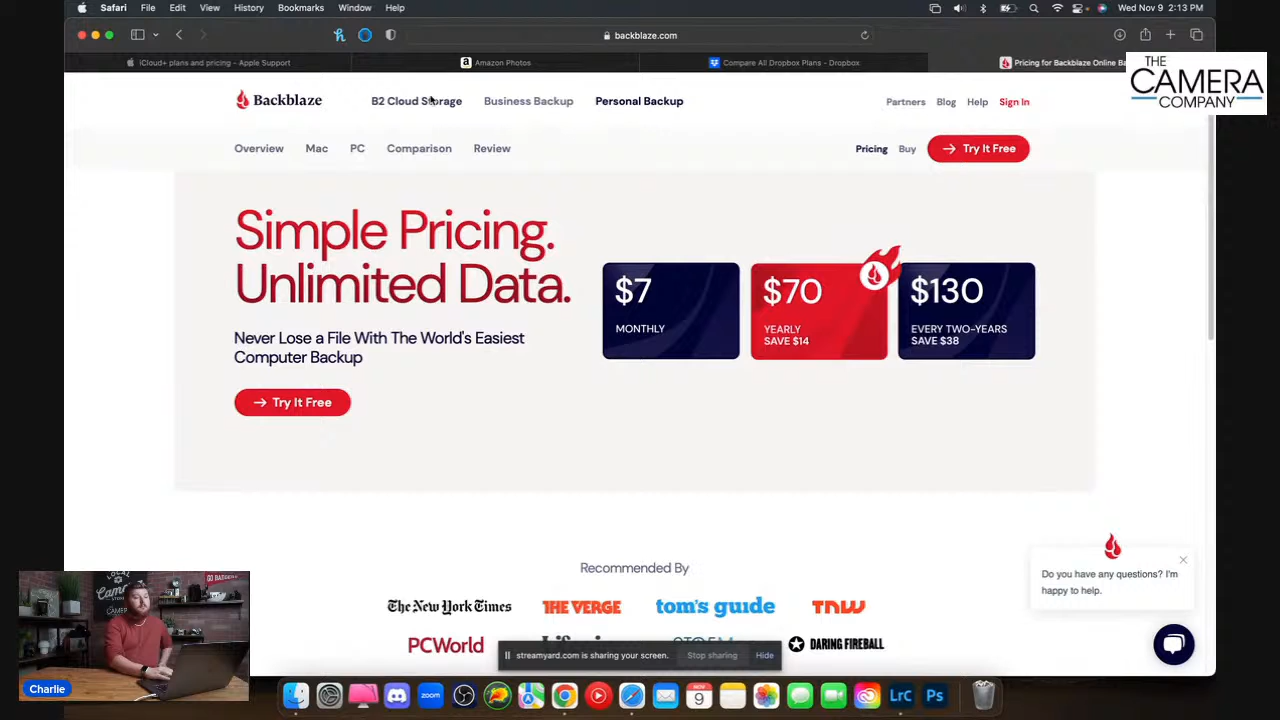 Safari File Edit View History Bookmarks Window Help
Wed Nov 9 2:13 PM
backblaze.com
iCloud+ plans and pricing - Apple Support
Amazon Photos
Compare All Dropbox Plans - Dropbox
Pricing for Backblaze Online Ba
THE
CAMERA
COMPANY
Backblaze
B2 Cloud Storage
Business Backup
Personal Backup
Partners
Blog
Help
Sign In
Overview
Mac
PC
Comparison
Review
Pricing
Buy
Try It Free
Simple Pricing.
Unlimited Data.
Never Lose a File With The World's Easiest
Computer Backup
Try It Free
$7
MONTHLY
$70
YEARLY
SAVE $14
$130
EVERY TWO-YEARS
SAVE $38
Recommended By
The New York Times
THE VERGE
tom's guide
TNW
PCWorld
DARING FIREBALL
streamyard.com is sharing your screen.
Stop sharing
Hide
Do you have any questions? I'm
happy to help.
Charlie
zoom
NOV
9
LrC
Ps